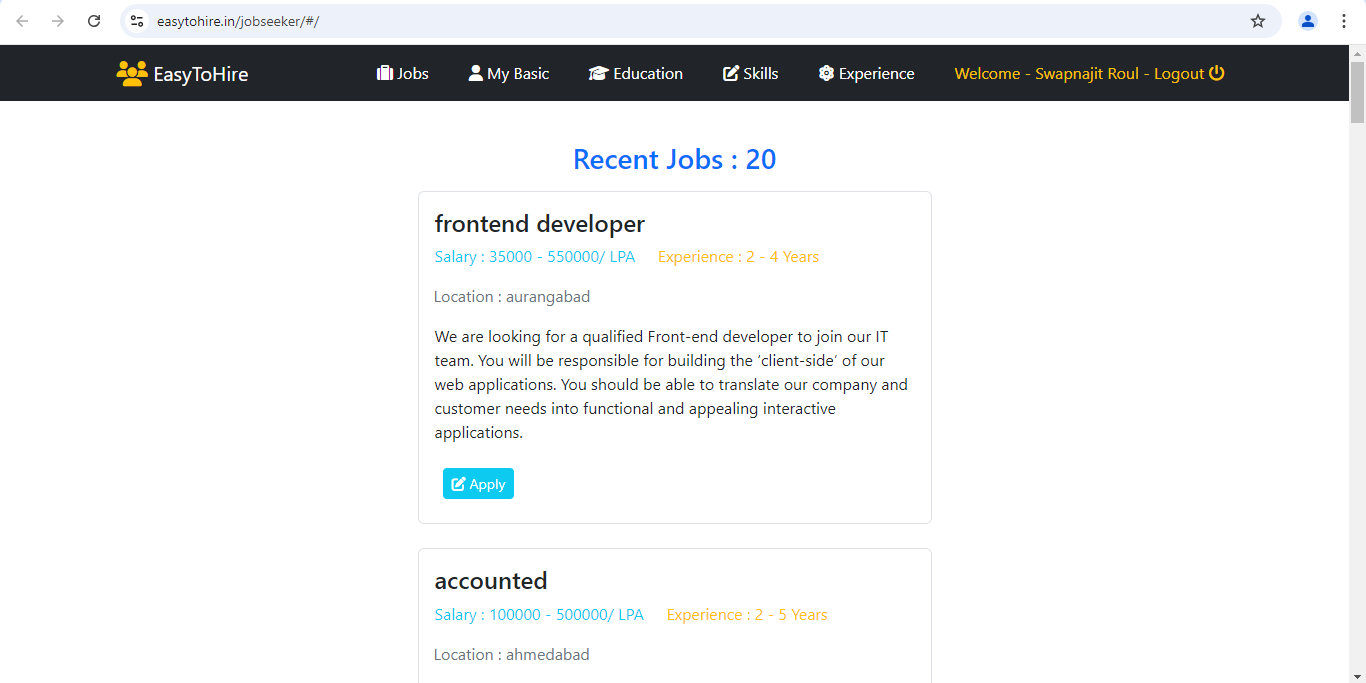 easytohire.in/jobseeker/#/
EasyToHire Jobs My Basic Education Skills Experience Welcome - Swapnajit Roul - Logout
Recent Jobs : 20
frontend developer
Salary : 35000 - 550000/ LPA Experience : 2 - 4 Years
Location : aurangabad
We are looking for a qualified Front-end developer to join our IT
team. You will be responsible for building the ‘client-side’ of our
web applications. You should be able to translate our company and
customer needs into functional and appealing interactive
applications.
Apply
accounted
Salary : 100000 - 500000/ LPA Experience : 2 - 5 Years
Location : ahmedabad